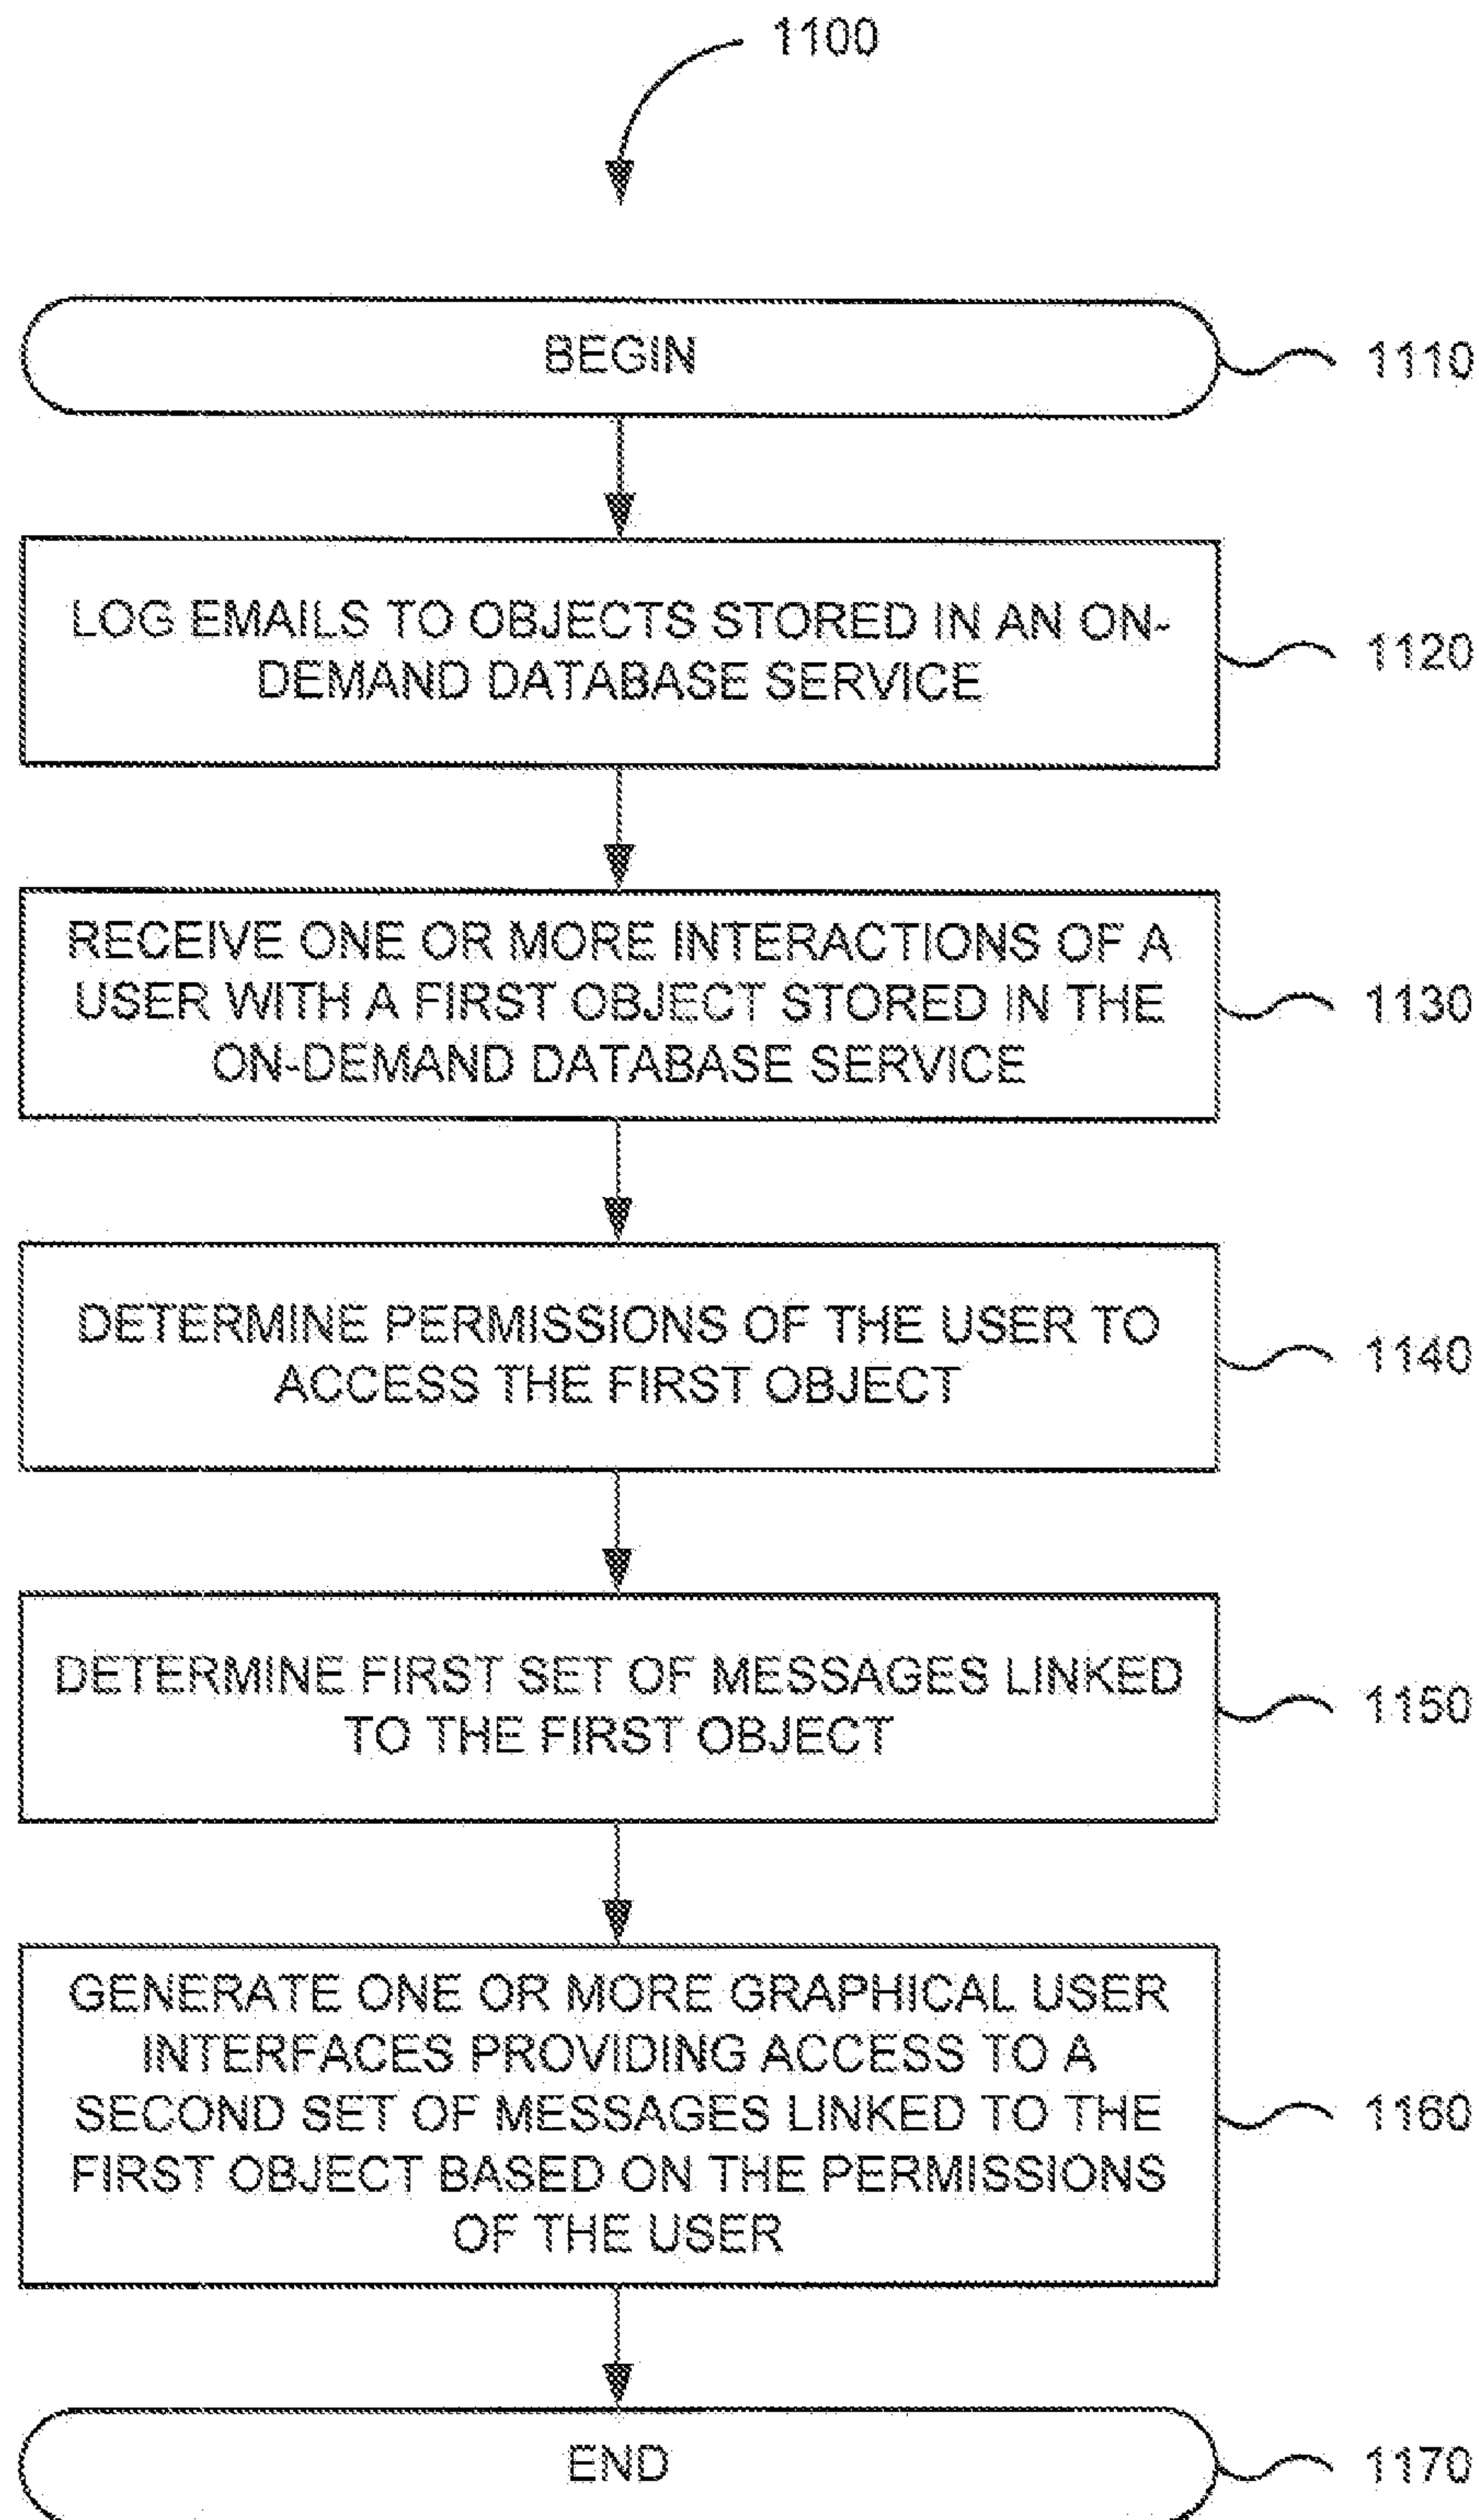 1100
BEGIN
1110
LOG EMAILS TO OBJECTS STORED IN AN ON-
DEMAND DATABASE SERVICE
1120
RECEIVE ONE OR MORE INTERACTIONS OF A
USER WITH A FIRST OBJECT STORED IN THE
ON-DEMAND DATABASE SERVICE
1130
DETERMINE PERMISSIONS OF THE USER TO
ACCESS THE FIRST OBJECT
1140
DETERMINE FIRST SET OF MESSAGES LINKED
TO THE FIRST OBJECT
1150
GENERATE ONE OR MORE GRAPHICAL USER
INTERFACES PROVIDING ACCESS TO A
SECOND SET OF MESSAGES LINKED TO THE
FIRST OBJECT BASED ON THE PERMISSIONS
OF THE USER
1160
END
1170